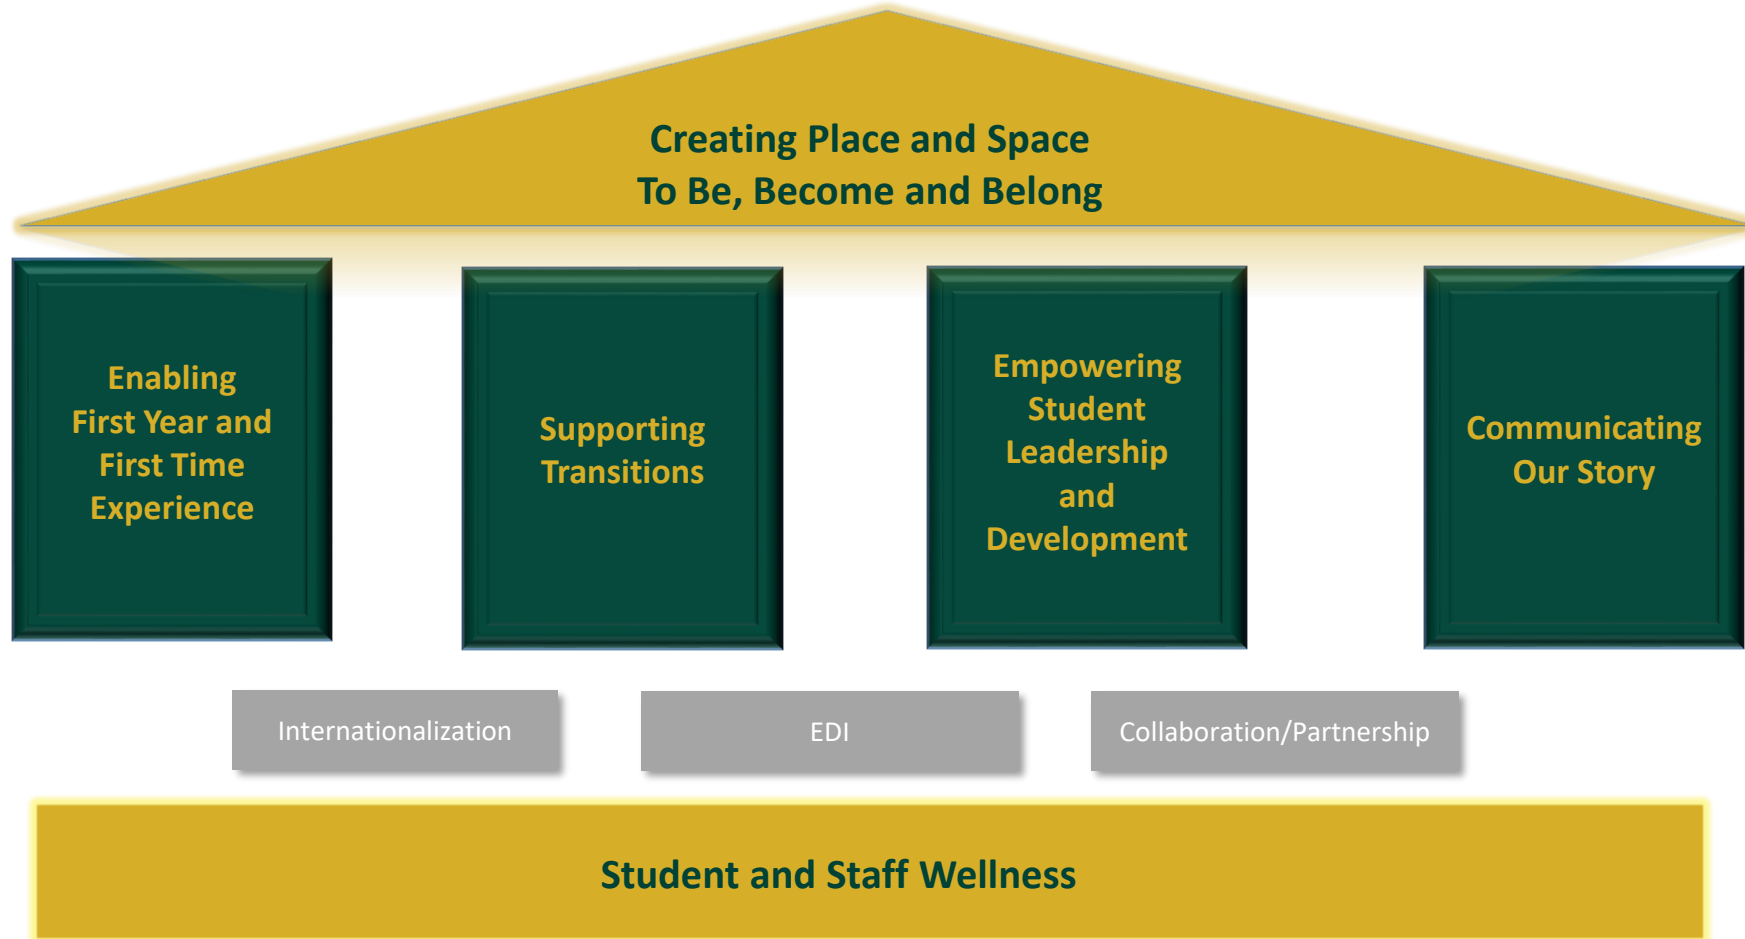 Creating Place and Space
To Be, Become and Belong
Enabling
First Year and
First Time
Experience
Supporting
Transitions
Empowering
Student
Leadership
and
Development
Communicating
Our Story
Internationalization
EDI
Collaboration/Partnership
Student and Staff Wellness